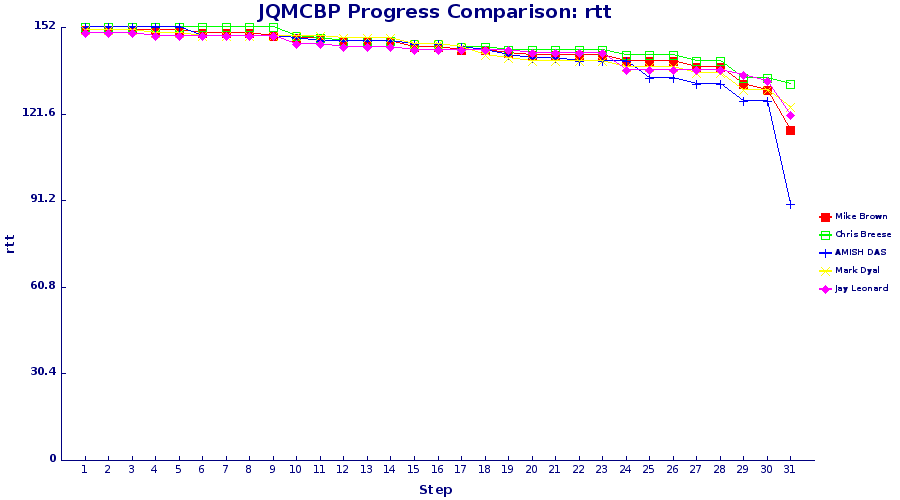 JQMCBP Progress Comparison: rtt
152
121.6
91.2
60.8
30.4
0
rtt
1 2 3 4 5 6 7 8 9 10 11 12 13 14 15 16 17 18 19 20 21 22 23 24 25 26 27 28 29 30 31
Step
Mike Brown
Chris Breese
AMISH DAS
Mark Dyal
Jay Leonard